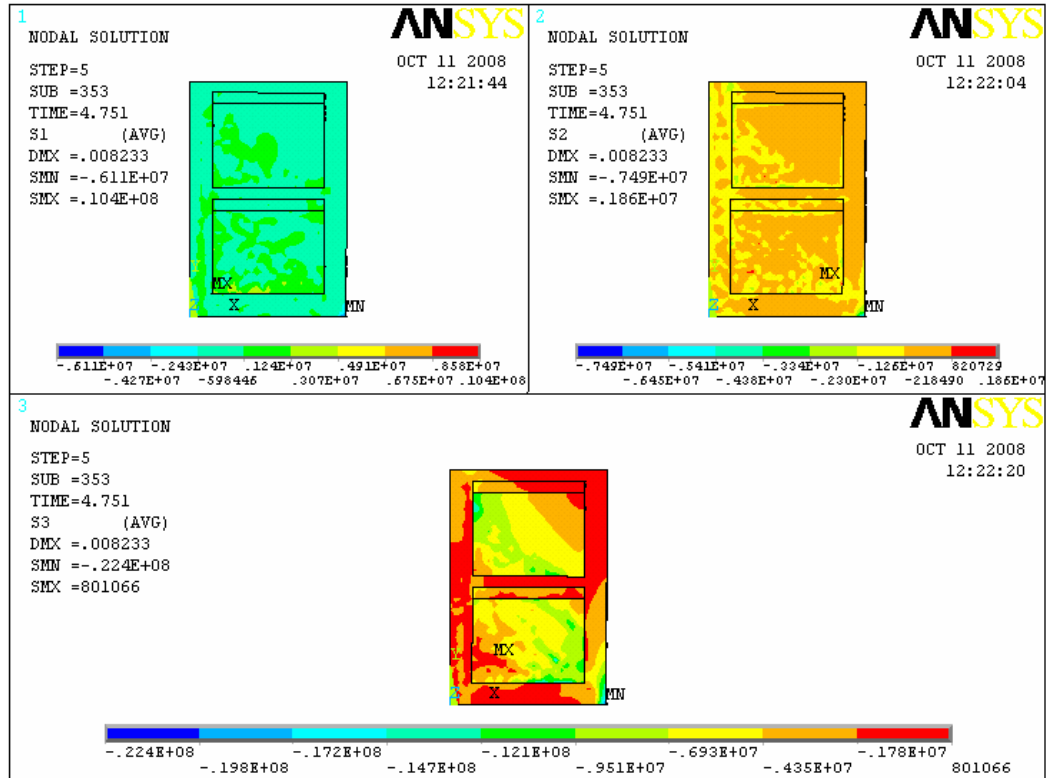 1
ANSYS
NODAL SOLUTION
OCT 11 2008
12:21:44
STEP=5
SUB =353
TIME=4.751
S1 (AVG)
DMX =.008233
SMN =-.611E+07
SMX =.104E+08
Y
MX
Z X MN
-.611E+07 -.243E+07 .124E+07 .491E+07 .858E+07
-.427E+07 -598446 .307E+07 .675E+07 .104E+08
2
ANSYS
NODAL SOLUTION
OCT 11 2008
12:22:04
STEP=5
SUB =353
TIME=4.751
S2 (AVG)
DMX =.008233
SMN =-.749E+07
SMX =.186E+07
MX
Z X MN
-.749E+07 -.541E+07 -.334E+07 -.126E+07 820729
-.645E+07 -.438E+07 -.230E+07 -218490 .186E+07
3
ANSYS
NODAL SOLUTION
OCT 11 2008
12:22:20
STEP=5
SUB =353
TIME=4.751
S3 (AVG)
DMX =.008233
SMN =-.224E+08
SMX =801066
Y MX
Z X MN
-.224E+08 -.172E+08 -.121E+08 -.693E+07 -.178E+07
-.198E+08 -.147E+08 -.951E+07 -.435E+07 801066